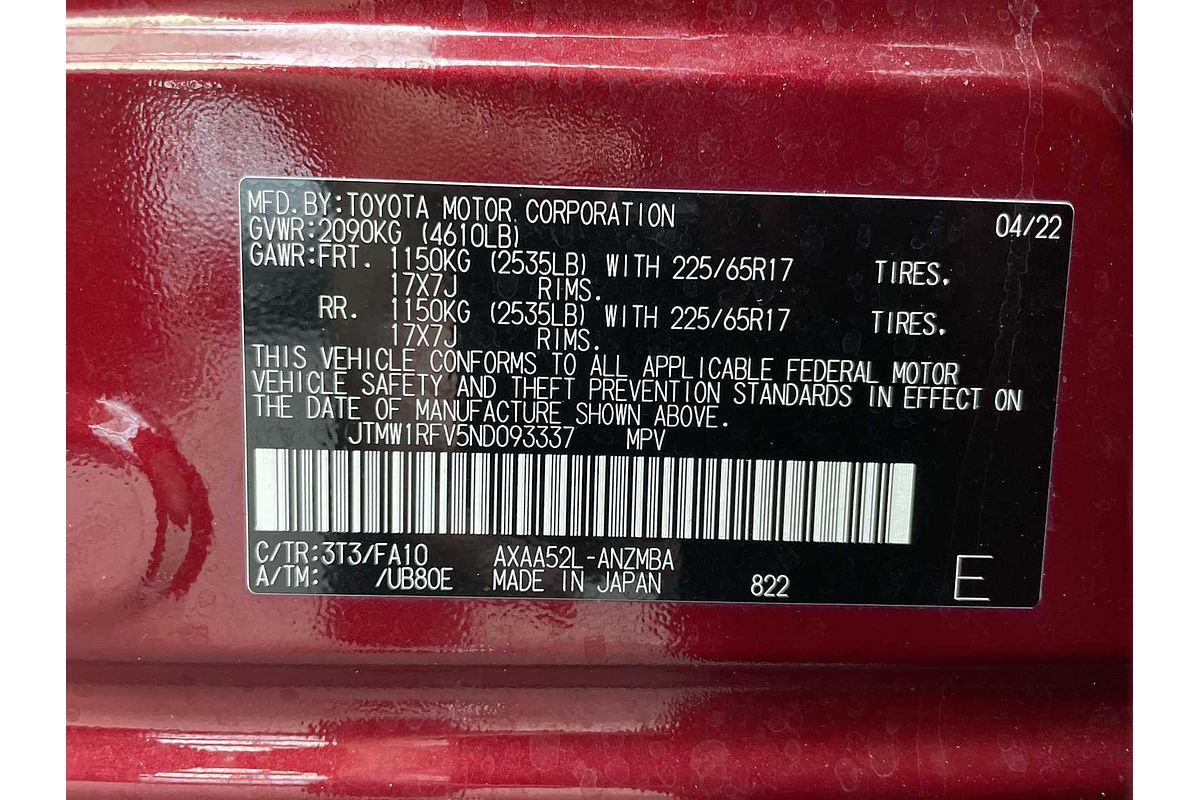 MFD.BY:TOYOTA MOTOR CORPORATION 04/22
GVWR:2090KG (4610LB)
GAWR:FRT. 1150KG (2535LB) WITH 225/65R17 TIRES.
17X7J RIMS.
RR. 1150KG (2535LB) WITH 225/65R17 TIRES.
17X7J RIMS.
THIS VEHICLE CONFORMS TO ALL APPLICABLE FEDERAL MOTOR
VEHICLE SAFETY AND THEFT PREVENTION STANDARDS IN EFFECT ON
THE DATE OF MANUFACTURE SHOWN ABOVE.
JTMW1RFV5ND093337 MPV
C/TR:3T3/FA10 AXAA52L-ANZMBA
A/TM: /UB80E MADE IN JAPAN 822 E